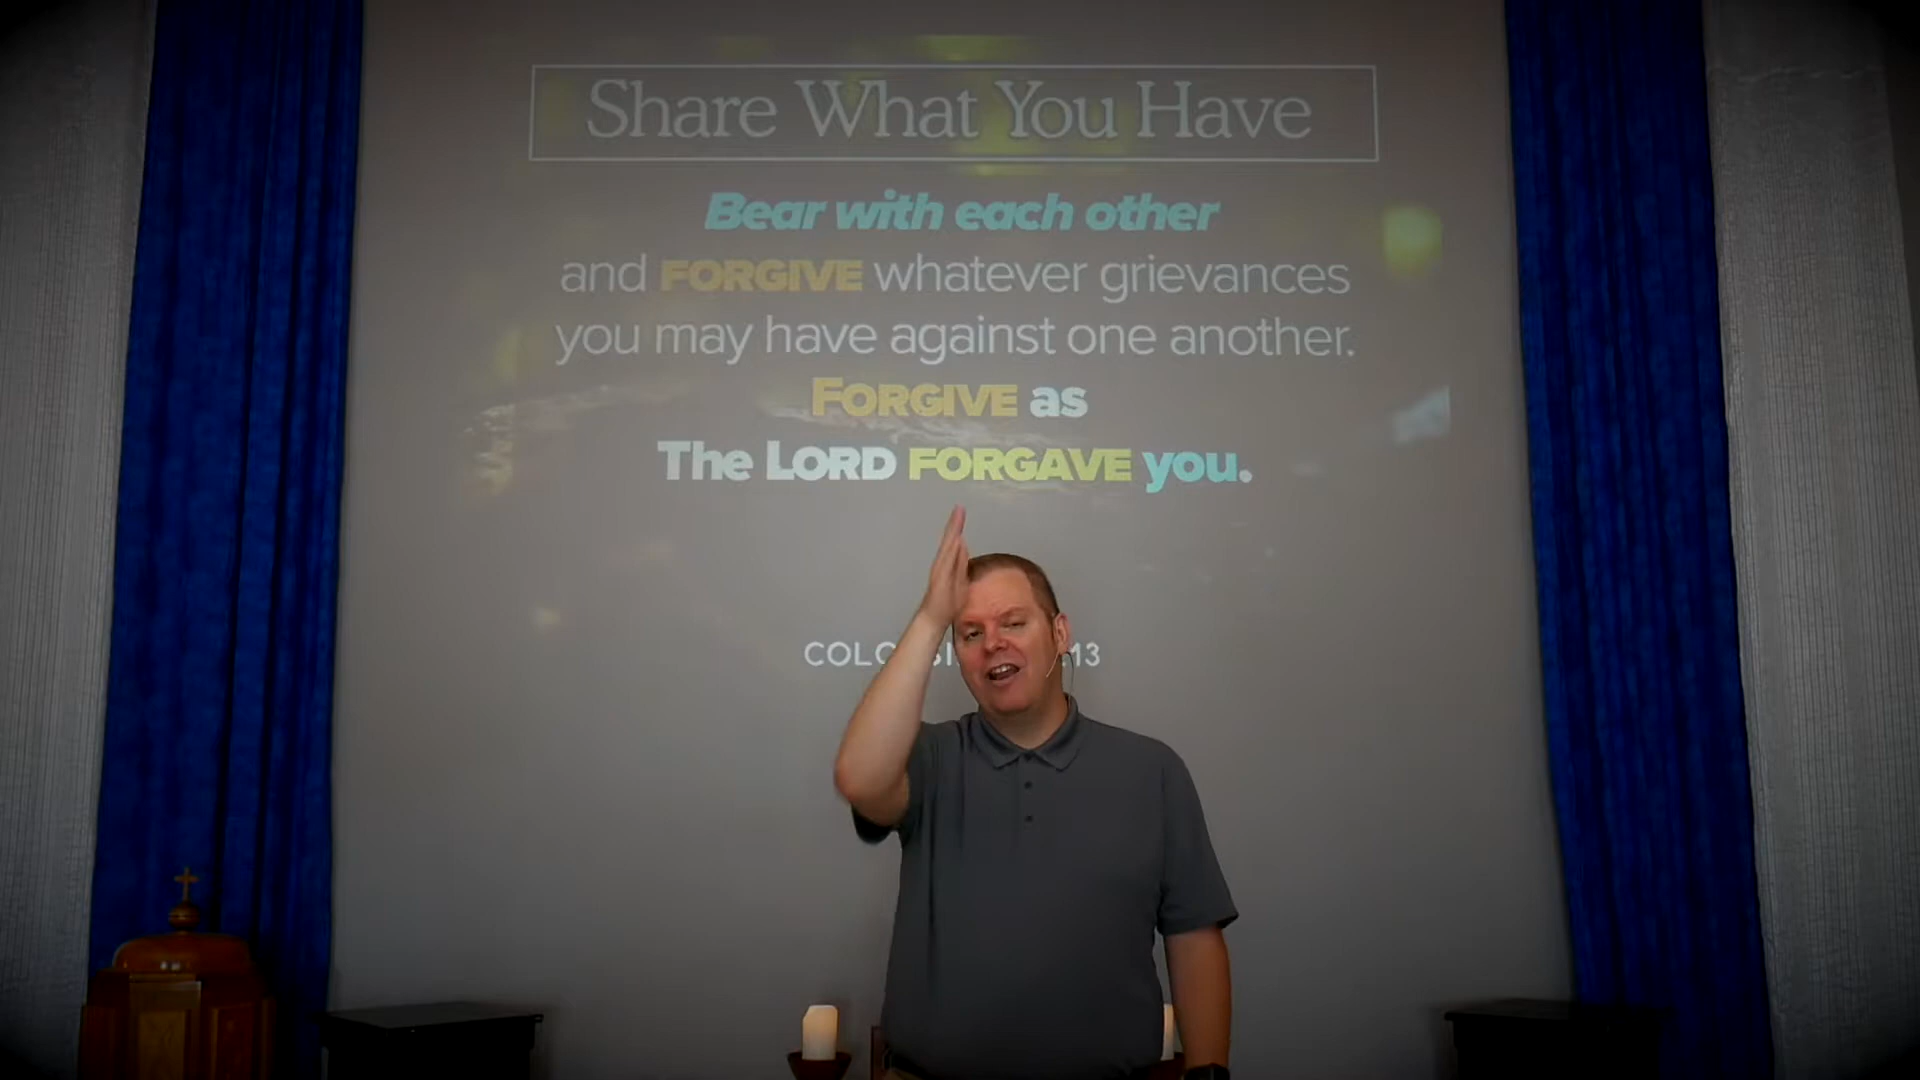 Share What You Have
Bear with each other
and FORGIVE whatever grievances
you may have against one another.
FORGIVE as
The LORD FORGAVE you.
13